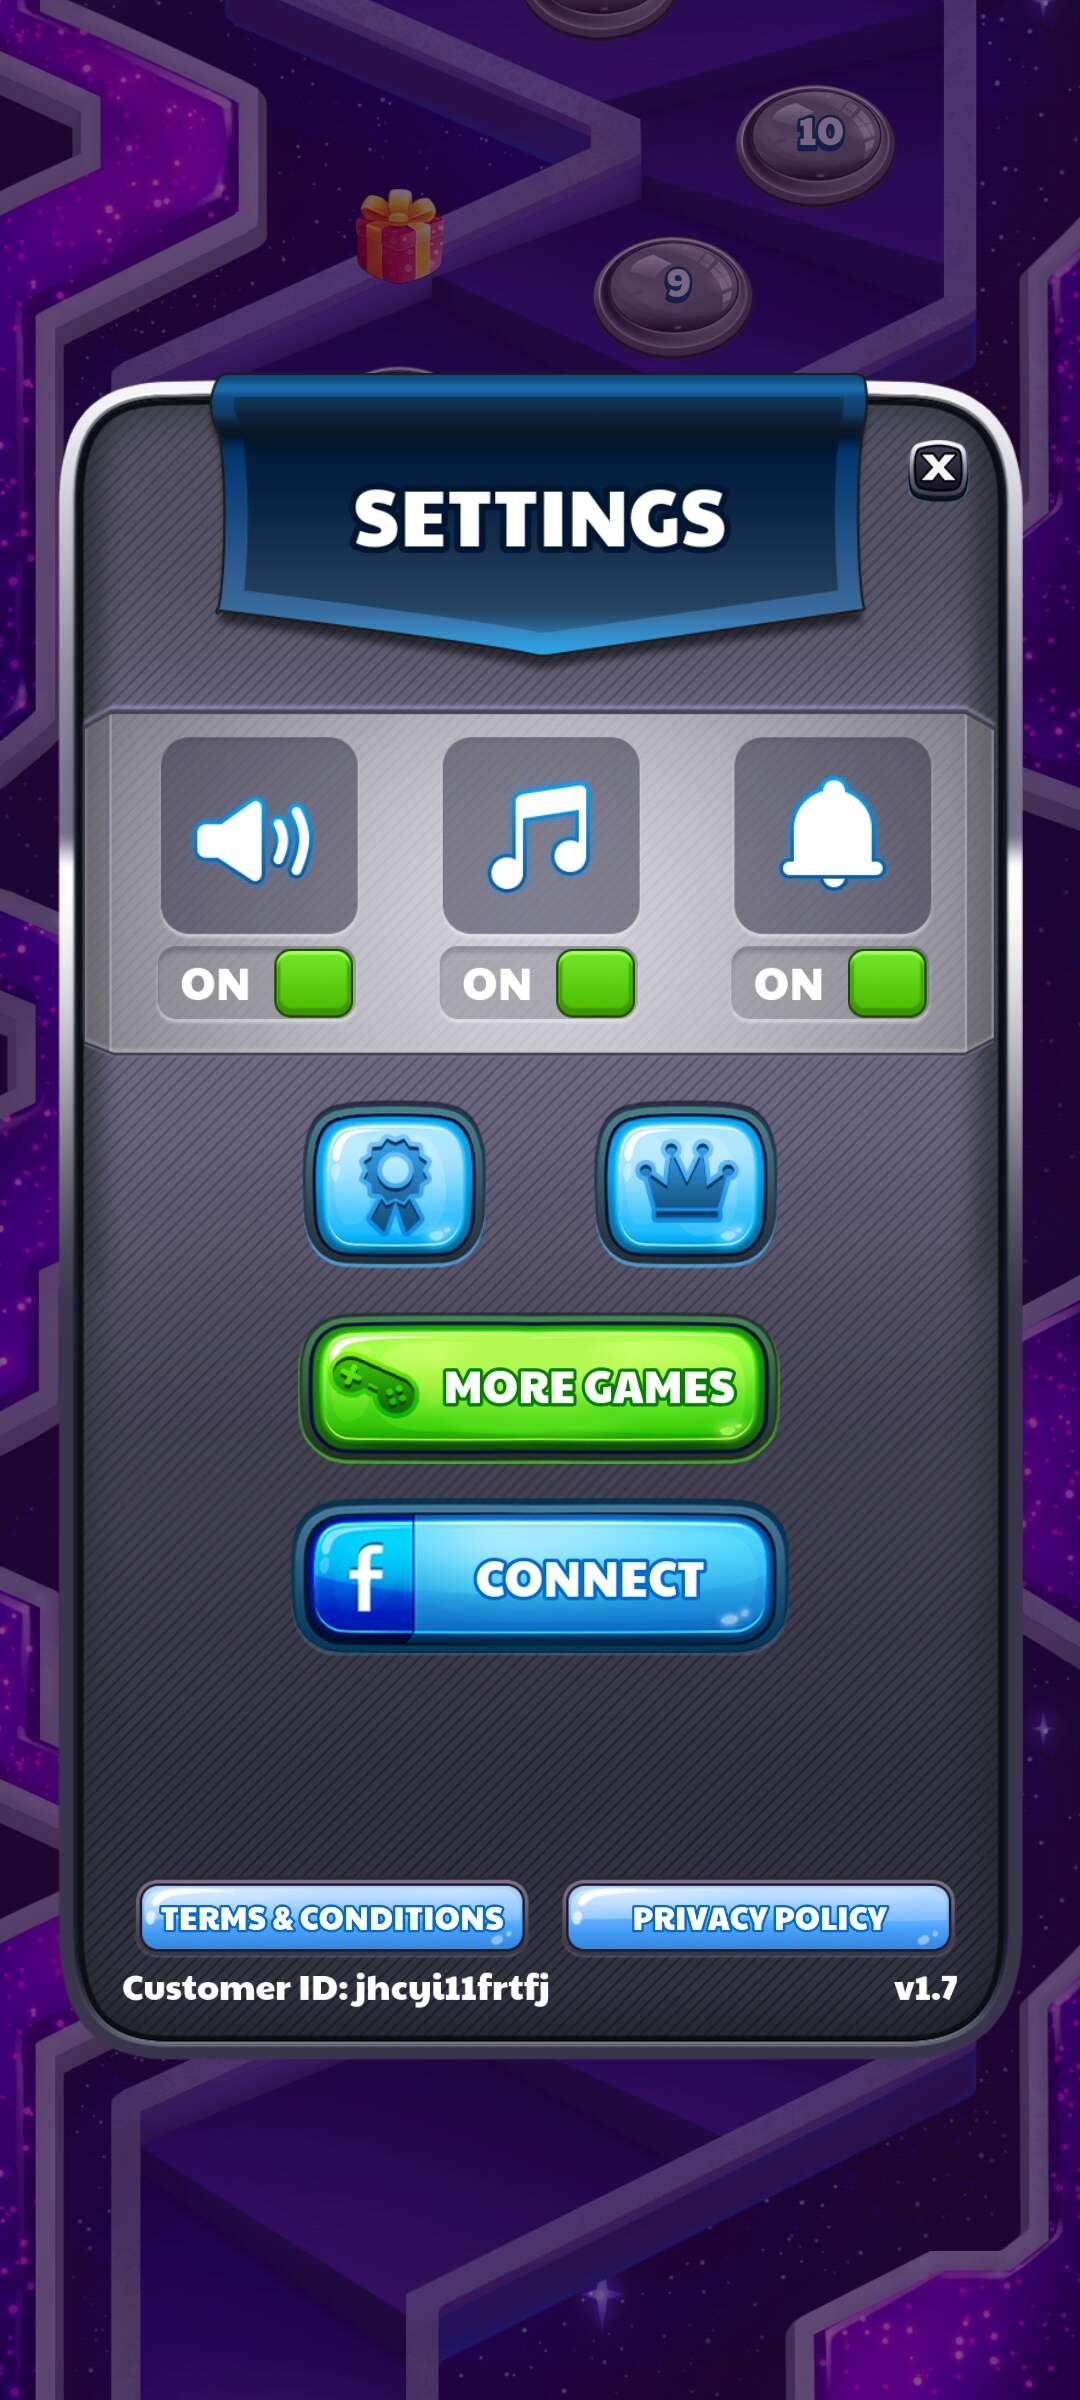 10
9
SETTINGS
X
ON ON ON
MORE GAMES
f CONNECT
TERMS & CONDITIONS PRIVACY POLICY
Customer ID: jhcyi11frtfj v1.7